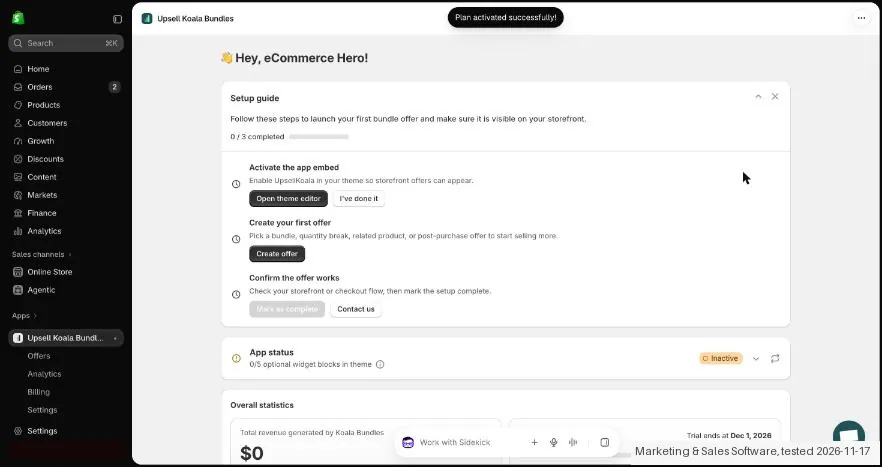 Upsell Koala Bundles
Plan activated successfully!
Search
⌘K
Home
Orders
2
Products
Customers
Growth
Discounts
Content
Markets
Finance
Analytics
Sales channels
Online Store
Agentic
Apps
Upsell Koala Bundl...
Offers
Analytics
Billing
Settings
Settings
👋 Hey, eCommerce Hero!
Setup guide
Follow these steps to launch your first bundle offer and make sure it is visible on your storefront.
0 / 3 completed
Activate the app embed
Enable UpsellKoala in your theme so storefront offers can appear.
Open theme editor
I've done it
Create your first offer
Pick a bundle, quantity break, related product, or post-purchase offer to start selling more.
Create offer
Confirm the offer works
Check your storefront or checkout flow, then mark the setup complete.
Mark as complete
Contact us
App status
0/5 optional widget blocks in theme
Inactive
Overall statistics
Total revenue generated by Koala Bundles
$0
Trial ends at Dec 1, 2026
Work with Sidekick
Marketing & Sales Software, tested 2026-11-17